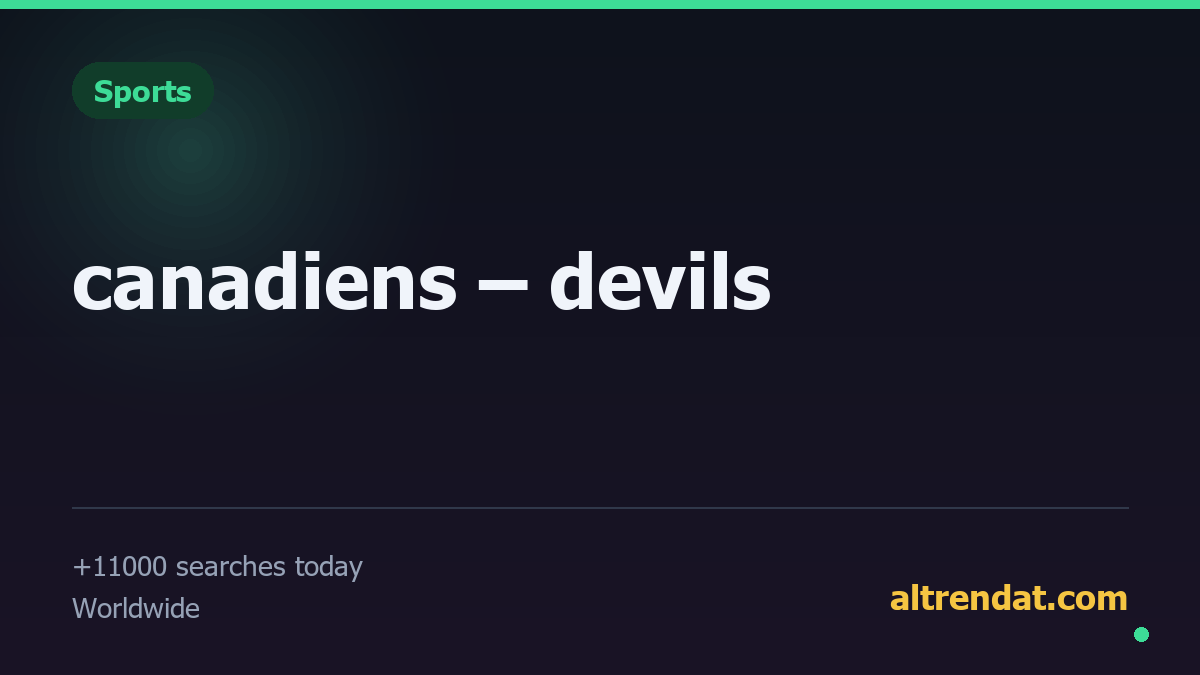 Sports
canadiens – devils
+11000 searches today
Worldwide
altrendat.com